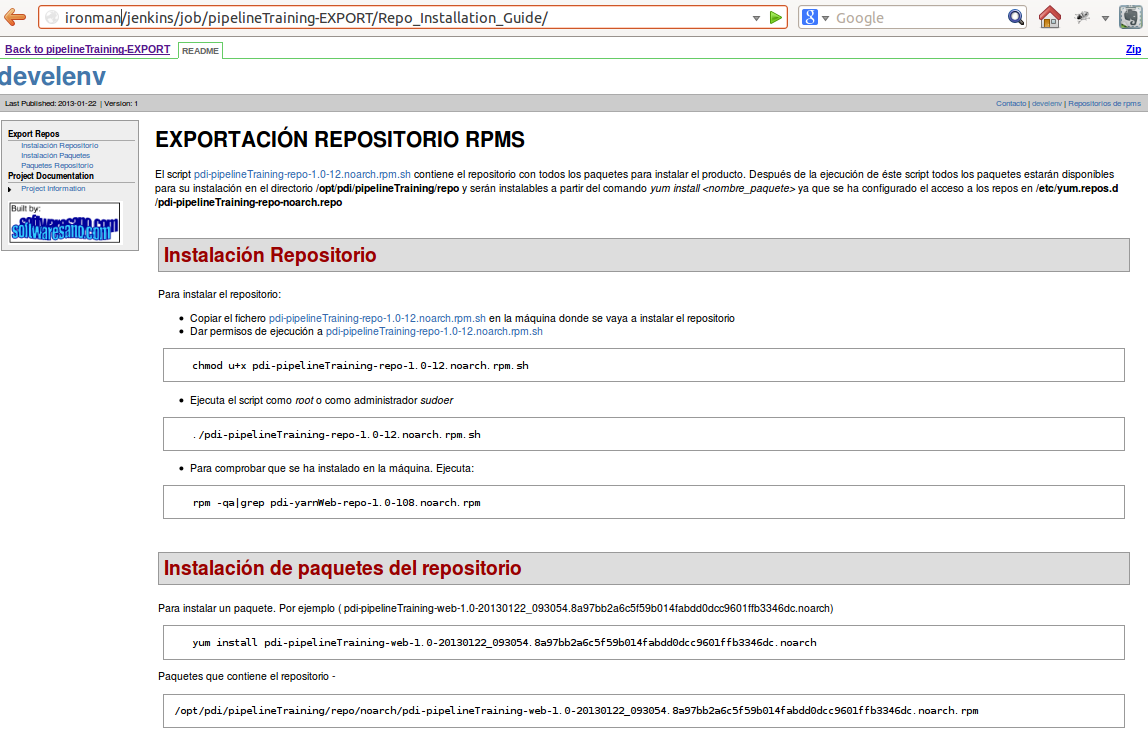 ironman/jenkins/job/pipelineTraining-EXPORT/Repo_Installation_Guide/
Google
Back to pipelineTraining-EXPORT
README
Zip
develenv
Last Published: 2013-01-22 | Version: 1
Contacto | develenv | Repositorios de rpms
Export Repos
Instalación Repositorio
Instalación Paquetes
Paquetes Repositorio
Project Documentation
Project Information
Built by:
softwaresano.com
EXPORTACIÓN REPOSITORIO RPMS
El script pdi-pipelineTraining-repo-1.0-12.noarch.rpm.sh contiene el repositorio con todos los paquetes para instalar el producto. Después de la ejecución de éste script todos los paquetes estarán disponibles
para su instalación en el directorio /opt/pdi/pipelineTraining/repo y serán instalables a partir del comando yum install <nombre_paquete> ya que se ha configurado el acceso a los repos en /etc/yum.repos.d
/pdi-pipelineTraining-repo-noarch.repo
Instalación Repositorio
Para instalar el repositorio:
Copiar el fichero pdi-pipelineTraining-repo-1.0-12.noarch.rpm.sh en la máquina donde se vaya a instalar el repositorio
Dar permisos de ejecución a pdi-pipelineTraining-repo-1.0-12.noarch.rpm.sh
chmod u+x pdi-pipelineTraining-repo-1.0-12.noarch.rpm.sh
Ejecuta el script como root o como administrador sudoer
./pdi-pipelineTraining-repo-1.0-12.noarch.rpm.sh
Para comprobar que se ha instalado en la máquina. Ejecuta:
rpm -qa|grep pdi-yarnWeb-repo-1.0-108.noarch.rpm
Instalación de paquetes del repositorio
Para instalar un paquete. Por ejemplo ( pdi-pipelineTraining-web-1.0-20130122_093054.8a97bb2a6c5f59b014fabdd0dcc9601ffb3346dc.noarch)
yum install pdi-pipelineTraining-web-1.0-20130122_093054.8a97bb2a6c5f59b014fabdd0dcc9601ffb3346dc.noarch
Paquetes que contiene el repositorio -
/opt/pdi/pipelineTraining/repo/noarch/pdi-pipelineTraining-web-1.0-20130122_093054.8a97bb2a6c5f59b014fabdd0dcc9601ffb3346dc.noarch.rpm